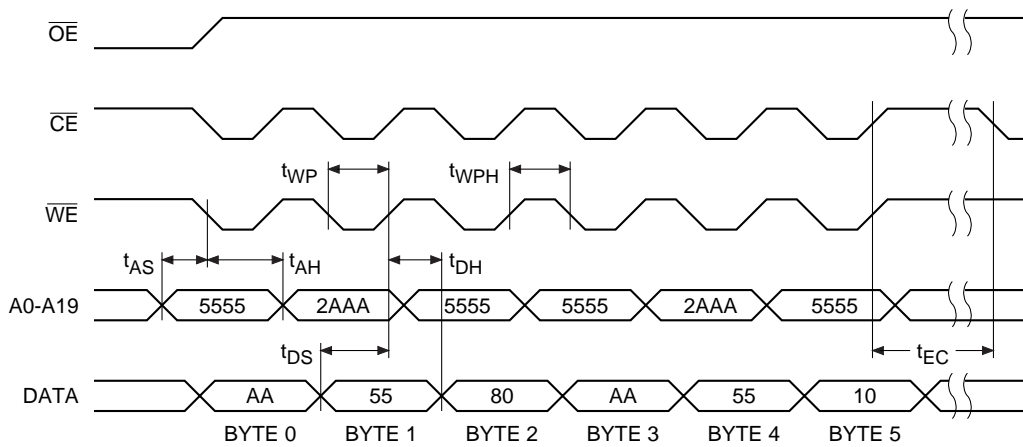 OE
CE
tWP
tWPH
WE
tAS
tAH
tDH
A0-A19
5555
2AAA
5555
5555
2AAA
5555
tDS
tEC
DATA
AA
55
80
AA
55
10
BYTE 0
BYTE 1
BYTE 2
BYTE 3
BYTE 4
BYTE 5